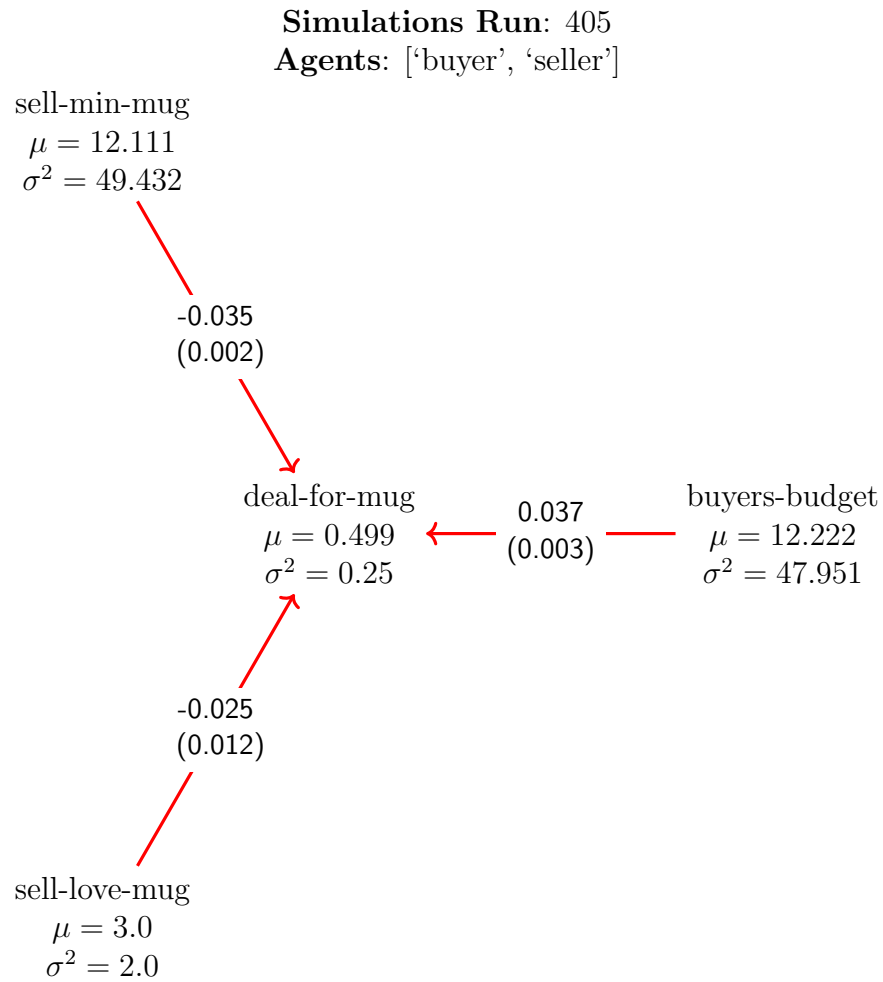 Simulations Run: 405
Agents: [‘buyer’, ‘seller’]
sell-min-mug
μ = 12.111
σ² = 49.432
-0.035
(0.002)
deal-for-mug
μ = 0.499
σ² = 0.25
0.037
(0.003)
buyers-budget
μ = 12.222
σ² = 47.951
-0.025
(0.012)
sell-love-mug
μ = 3.0
σ² = 2.0